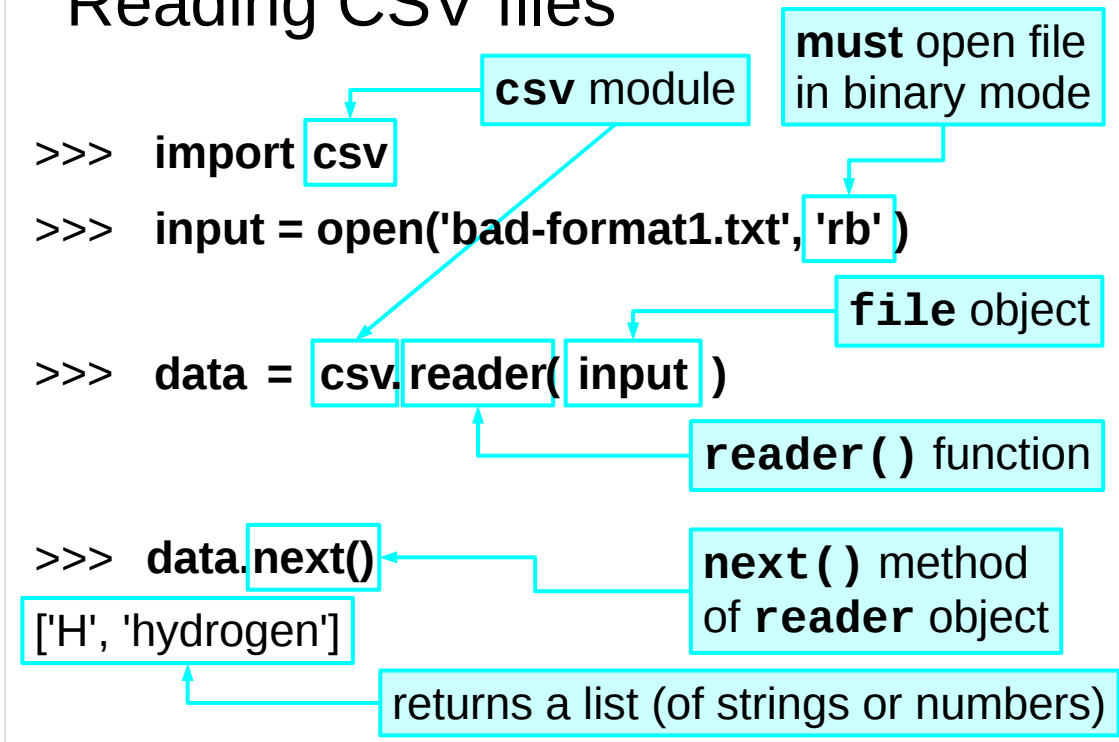 Reading CSV files
must open file
in binary mode
csv module
>>> import csv
>>> input = open('bad-format1.txt', 'rb' )
file object
>>> data = csv. reader( input )
reader() function
>>> data. next()
next() method
of reader object
['H', 'hydrogen']
returns a list (of strings or numbers)